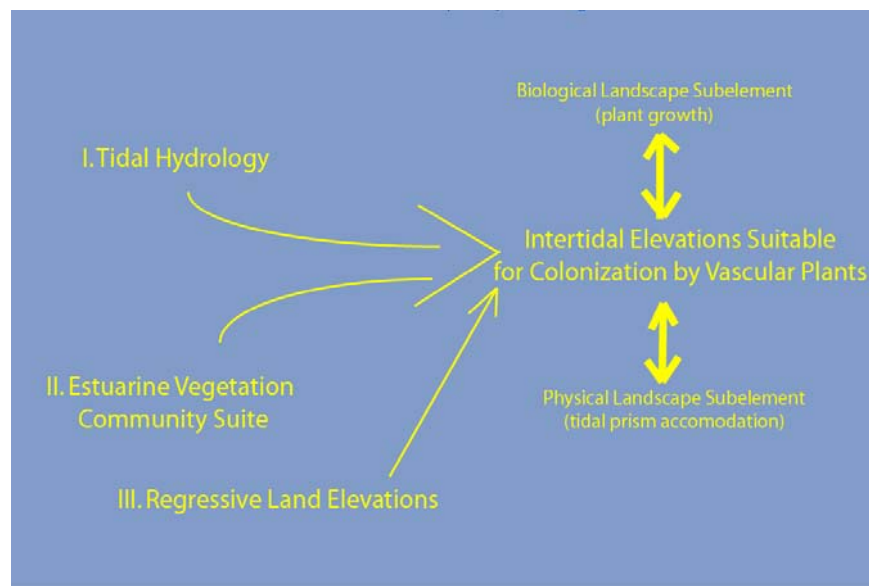 Biological Landscape Subelement
(plant growth)
I. Tidal Hydrology
Intertidal Elevations Suitable
for Colonization by Vascular Plants
II. Estuarine Vegetation
Community Suite
Physical Landscape Subelement
(tidal prism accomodation)
III. Regressive Land Elevations